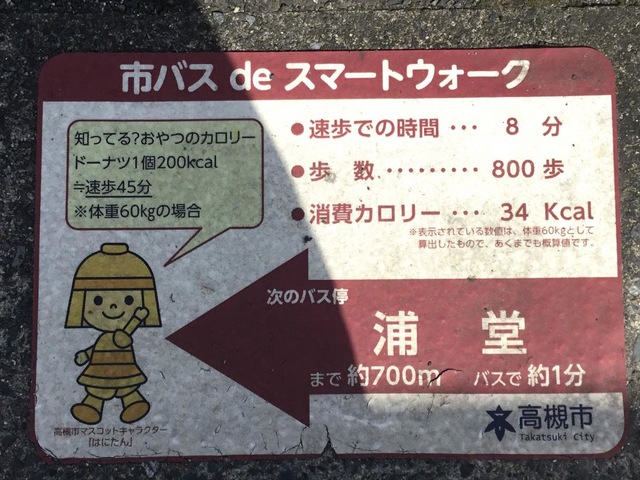 市バス de スマートウォーク
知ってる?おやつのカロリー
ドーナツ1個200kcal
≒速歩45分
※体重60kgの場合
●速歩での時間 ･･･ 8 分
●歩 数 ･････････ 800 歩
●消費カロリー ･･･ 34 Kcal
※表示されている数値は、体重60kgとして
算出したもので、あくまでも概算値です。
次のバス停
浦 堂
まで 約700m バスで 約1分
高槻市マスコットキャラクター
「はにたん」
高槻市
Takatsuki City